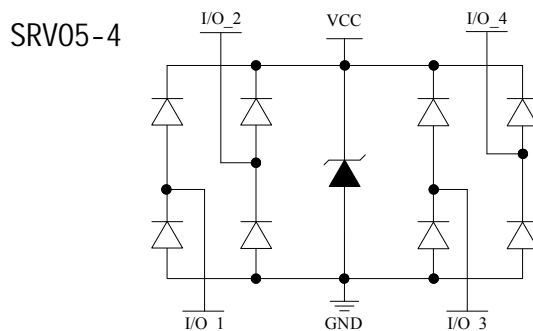 SRV05-4
I/O_2
VCC
I/O_4
I/O_1
GND
I/O_3